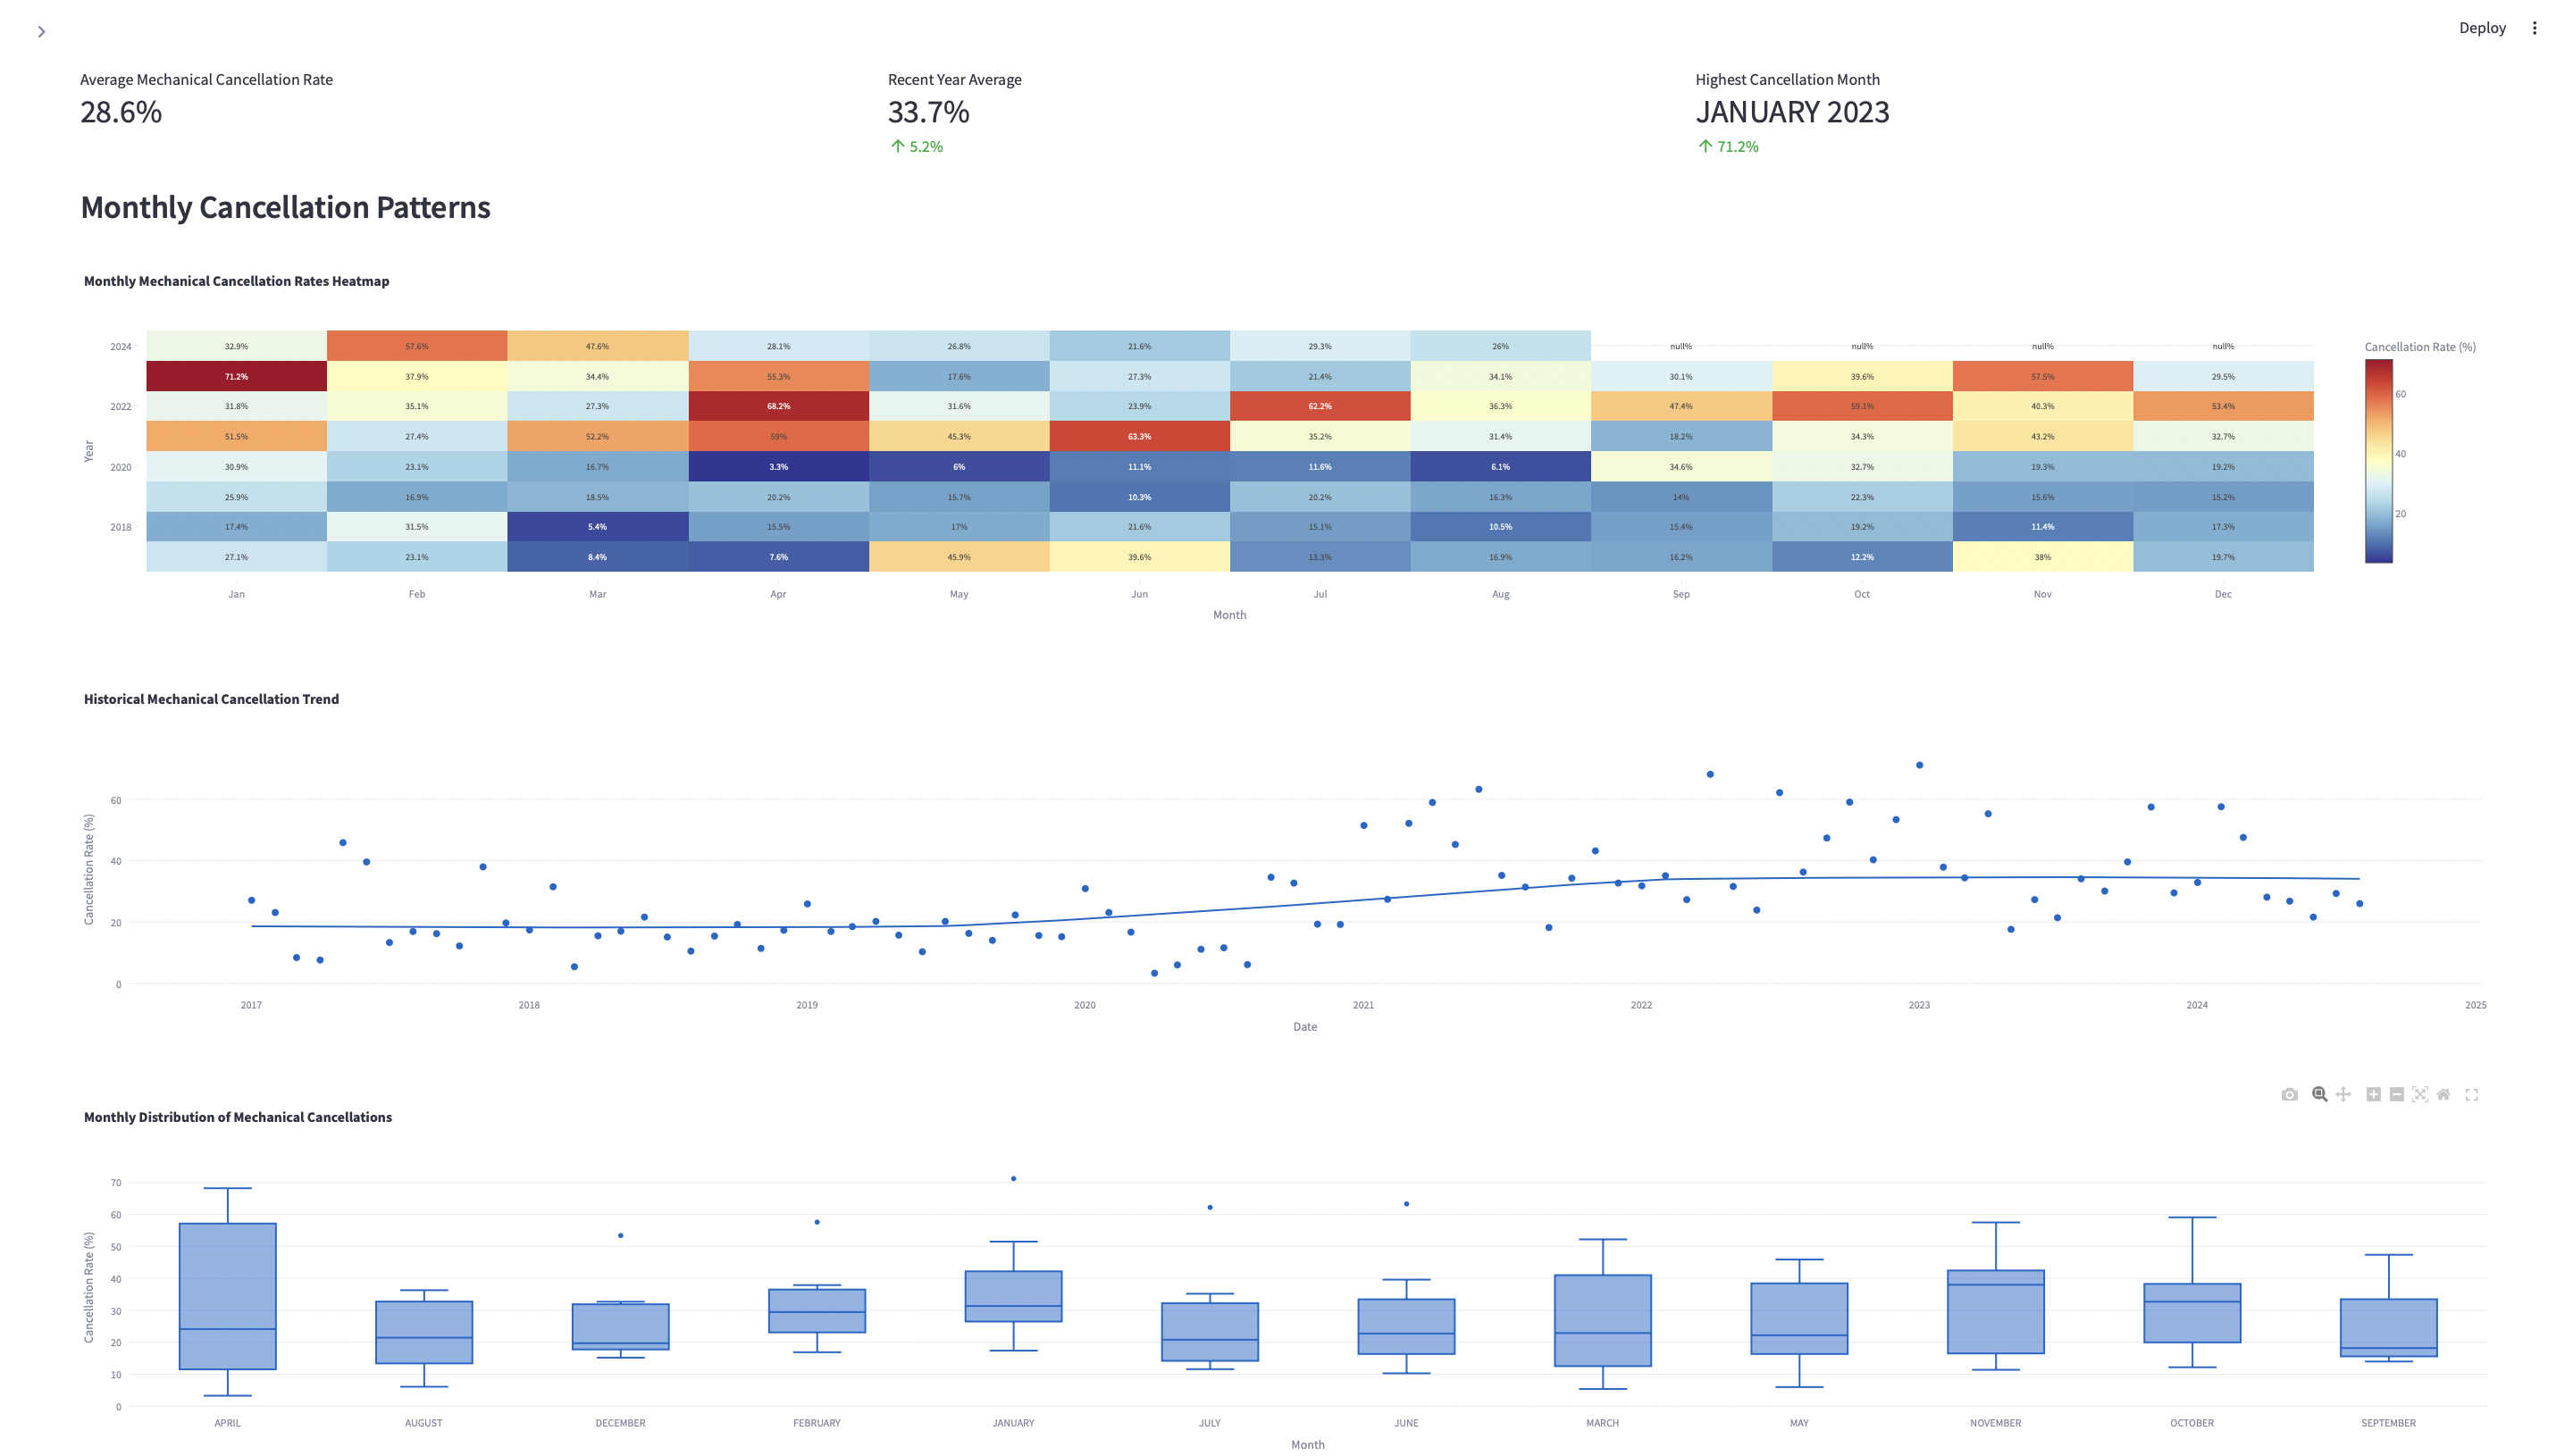 Deploy
Average Mechanical Cancellation Rate
28.6%
Recent Year Average
33.7%
↑ 5.2%
Highest Cancellation Month
JANUARY 2023
↑ 71.2%
Monthly Cancellation Patterns
Monthly Mechanical Cancellation Rates Heatmap
Year
2024 32.9% 57.6% 47.6% 28.1% 26.8% 21.6% 29.3% 26% null% null% null% null%
71.2% 37.9% 34.4% 55.3% 17.6% 27.3% 21.4% 34.1% 30.1% 39.6% 57.5% 29.5%
2022 31.8% 35.1% 27.3% 68.2% 31.6% 23.9% 62.2% 36.3% 47.4% 59.1% 40.3% 53.4%
51.5% 27.4% 52.2% 59% 45.3% 63.3% 35.2% 31.4% 18.2% 34.3% 43.2% 32.7%
2020 30.9% 23.1% 16.7% 3.3% 6% 11.1% 11.6% 6.1% 34.6% 32.7% 19.3% 19.2%
25.9% 16.9% 18.5% 20.2% 15.7% 10.3% 20.2% 16.3% 14% 22.3% 15.6% 15.2%
2018 17.4% 31.5% 5.4% 15.5% 17% 21.6% 15.1% 10.5% 15.4% 19.2% 11.4% 17.3%
27.1% 23.1% 8.4% 7.6% 45.9% 39.6% 13.3% 16.9% 16.2% 12.2% 38% 19.7%
Jan Feb Mar Apr May Jun Jul Aug Sep Oct Nov Dec
Month
Cancellation Rate (%)
60
40
20
Historical Mechanical Cancellation Trend
Cancellation Rate (%)
60
40
20
0
2017 2018 2019 2020 2021 2022 2023 2024 2025
Date
Monthly Distribution of Mechanical Cancellations
Cancellation Rate (%)
70
60
50
40
30
20
10
0
APRIL AUGUST DECEMBER FEBRUARY JANUARY JULY JUNE MARCH MAY NOVEMBER OCTOBER SEPTEMBER
Month